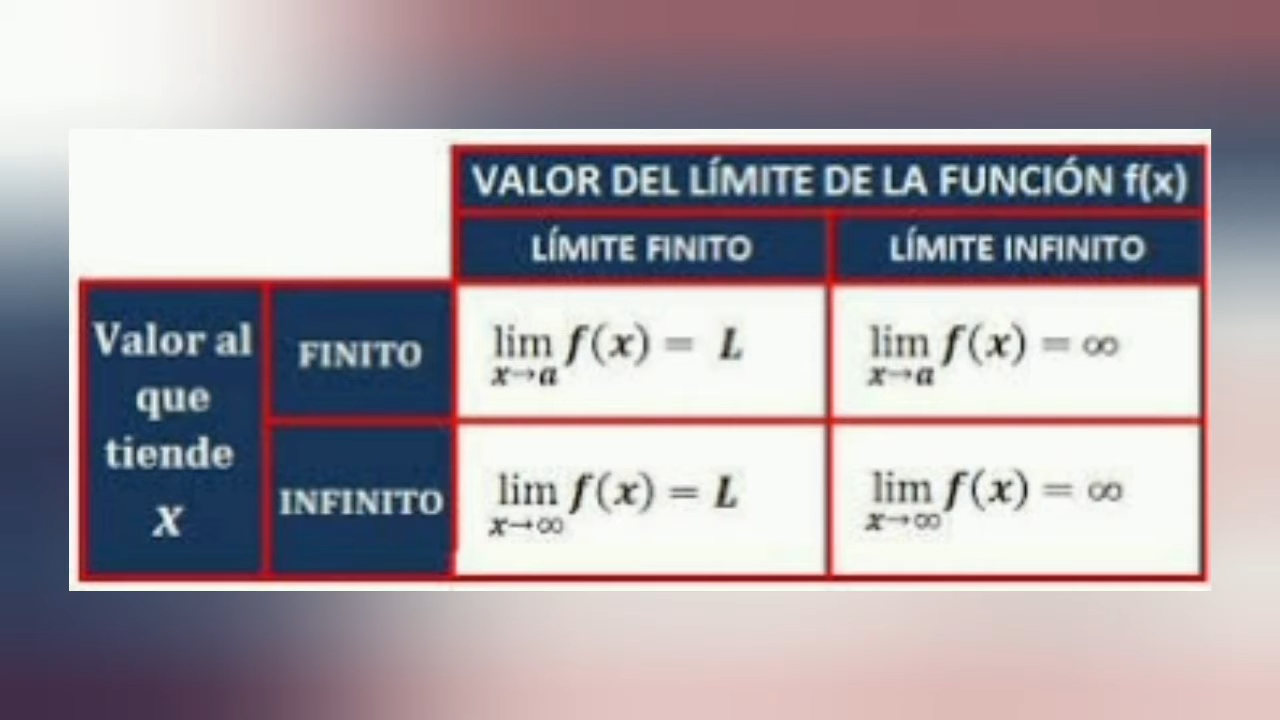 VALOR DEL LÍMITE DE LA FUNCIÓN f(x)
LÍMITE FINITO LÍMITE INFINITO
Valor al
que
tiende
x
FINITO
lim f(x) = L
x→a
lim f(x) = ∞
x→a
INFINITO
lim f(x) = L
x→∞
lim f(x) = ∞
x→∞